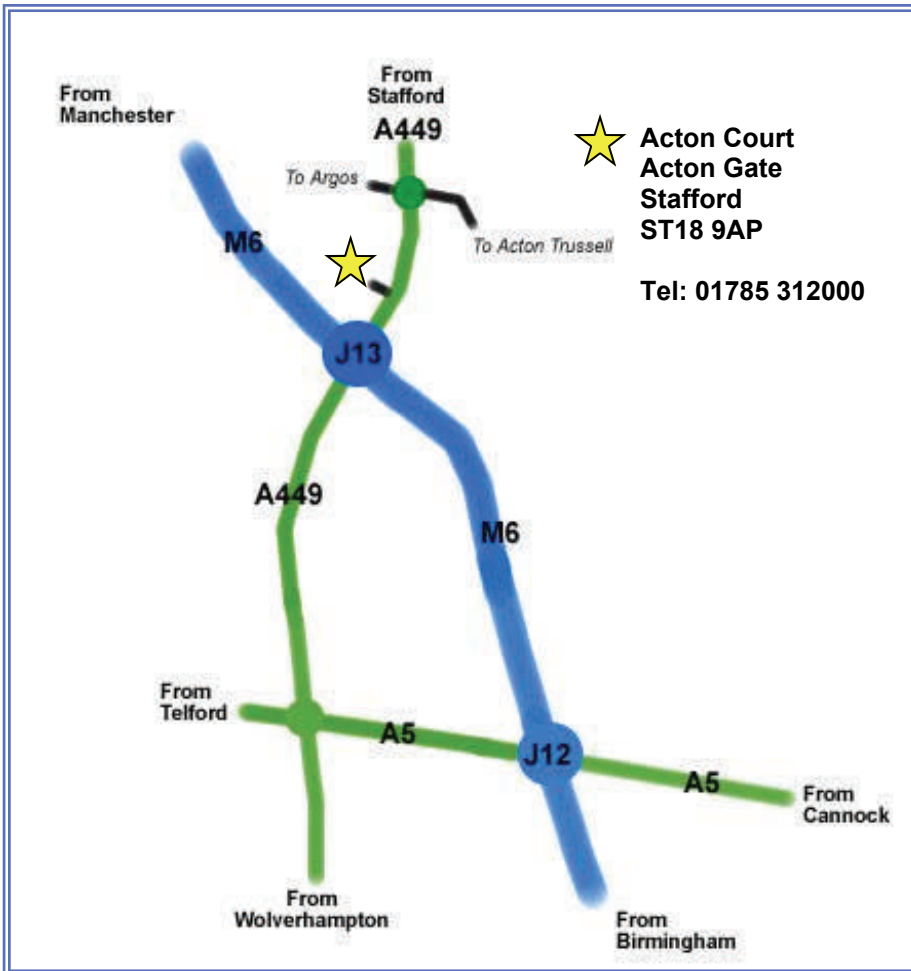 From
Manchester
From
Stafford
A449
Acton Court
Acton Gate
Stafford
ST18 9AP
Tel: 01785 312000
To Argos
To Acton Trussell
M6
J13
A449
M6
From
Telford
A5
J12
A5
From
Cannock
From
Wolverhampton
From
Birmingham